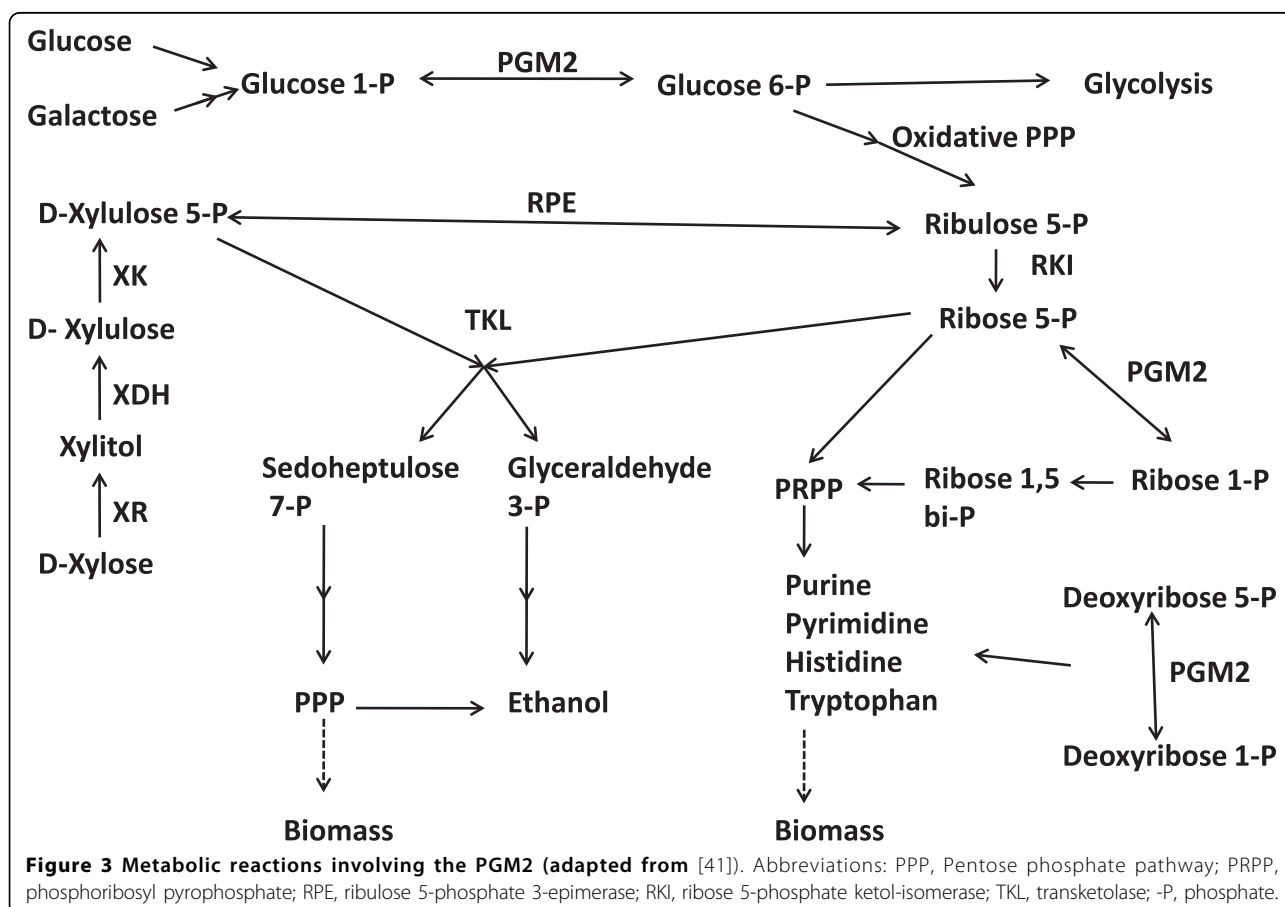 Glucose
Glucose 1-P
PGM2
Glucose 6-P
Glycolysis
Galactose
Oxidative PPP
D-Xylulose 5-P
RPE
Ribulose 5-P
XK
RKI
D- Xylulose
TKL
Ribose 5-P
XDH
PGM2
Xylitol
Sedoheptulose
7-P
Glyceraldehyde
3-P
PRPP
Ribose 1,5
bi-P
Ribose 1-P
XR
D-Xylose
Purine
Pyrimidine
Histidine
Tryptophan
Deoxyribose 5-P
PGM2
Deoxyribose 1-P
PPP
Ethanol
Biomass
Biomass
Figure 3 Metabolic reactions involving the PGM2 (adapted from [41]). Abbreviations: PPP, Pentose phosphate pathway; PRPP,
phosphoribosyl pyrophosphate; RPE, ribulose 5-phosphate 3-epimerase; RKI, ribose 5-phosphate ketol-isomerase; TKL, transketolase; -P, phosphate.